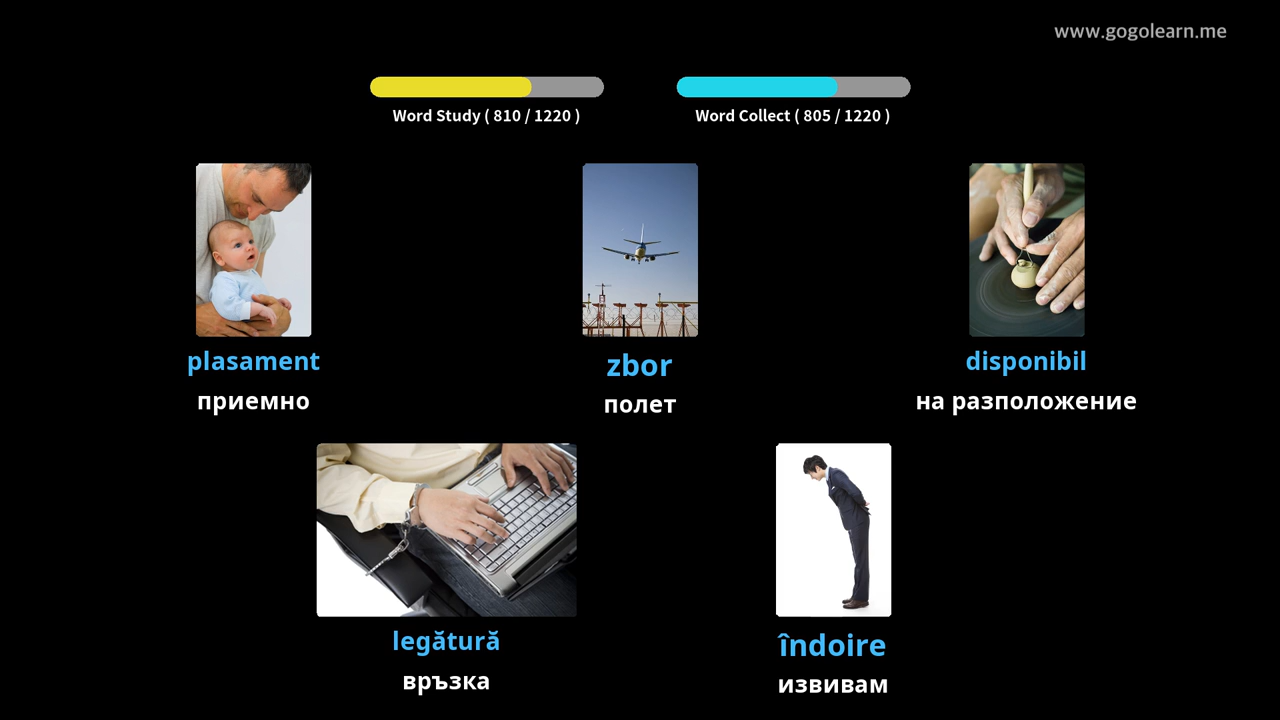 www.gogolearn.me
Word Study ( 810 / 1220 )
Word Collect ( 805 / 1220 )
plasament
zbor
disponibil
приемно
полет
на разположение
legătură
îndoire
връзка
извивам